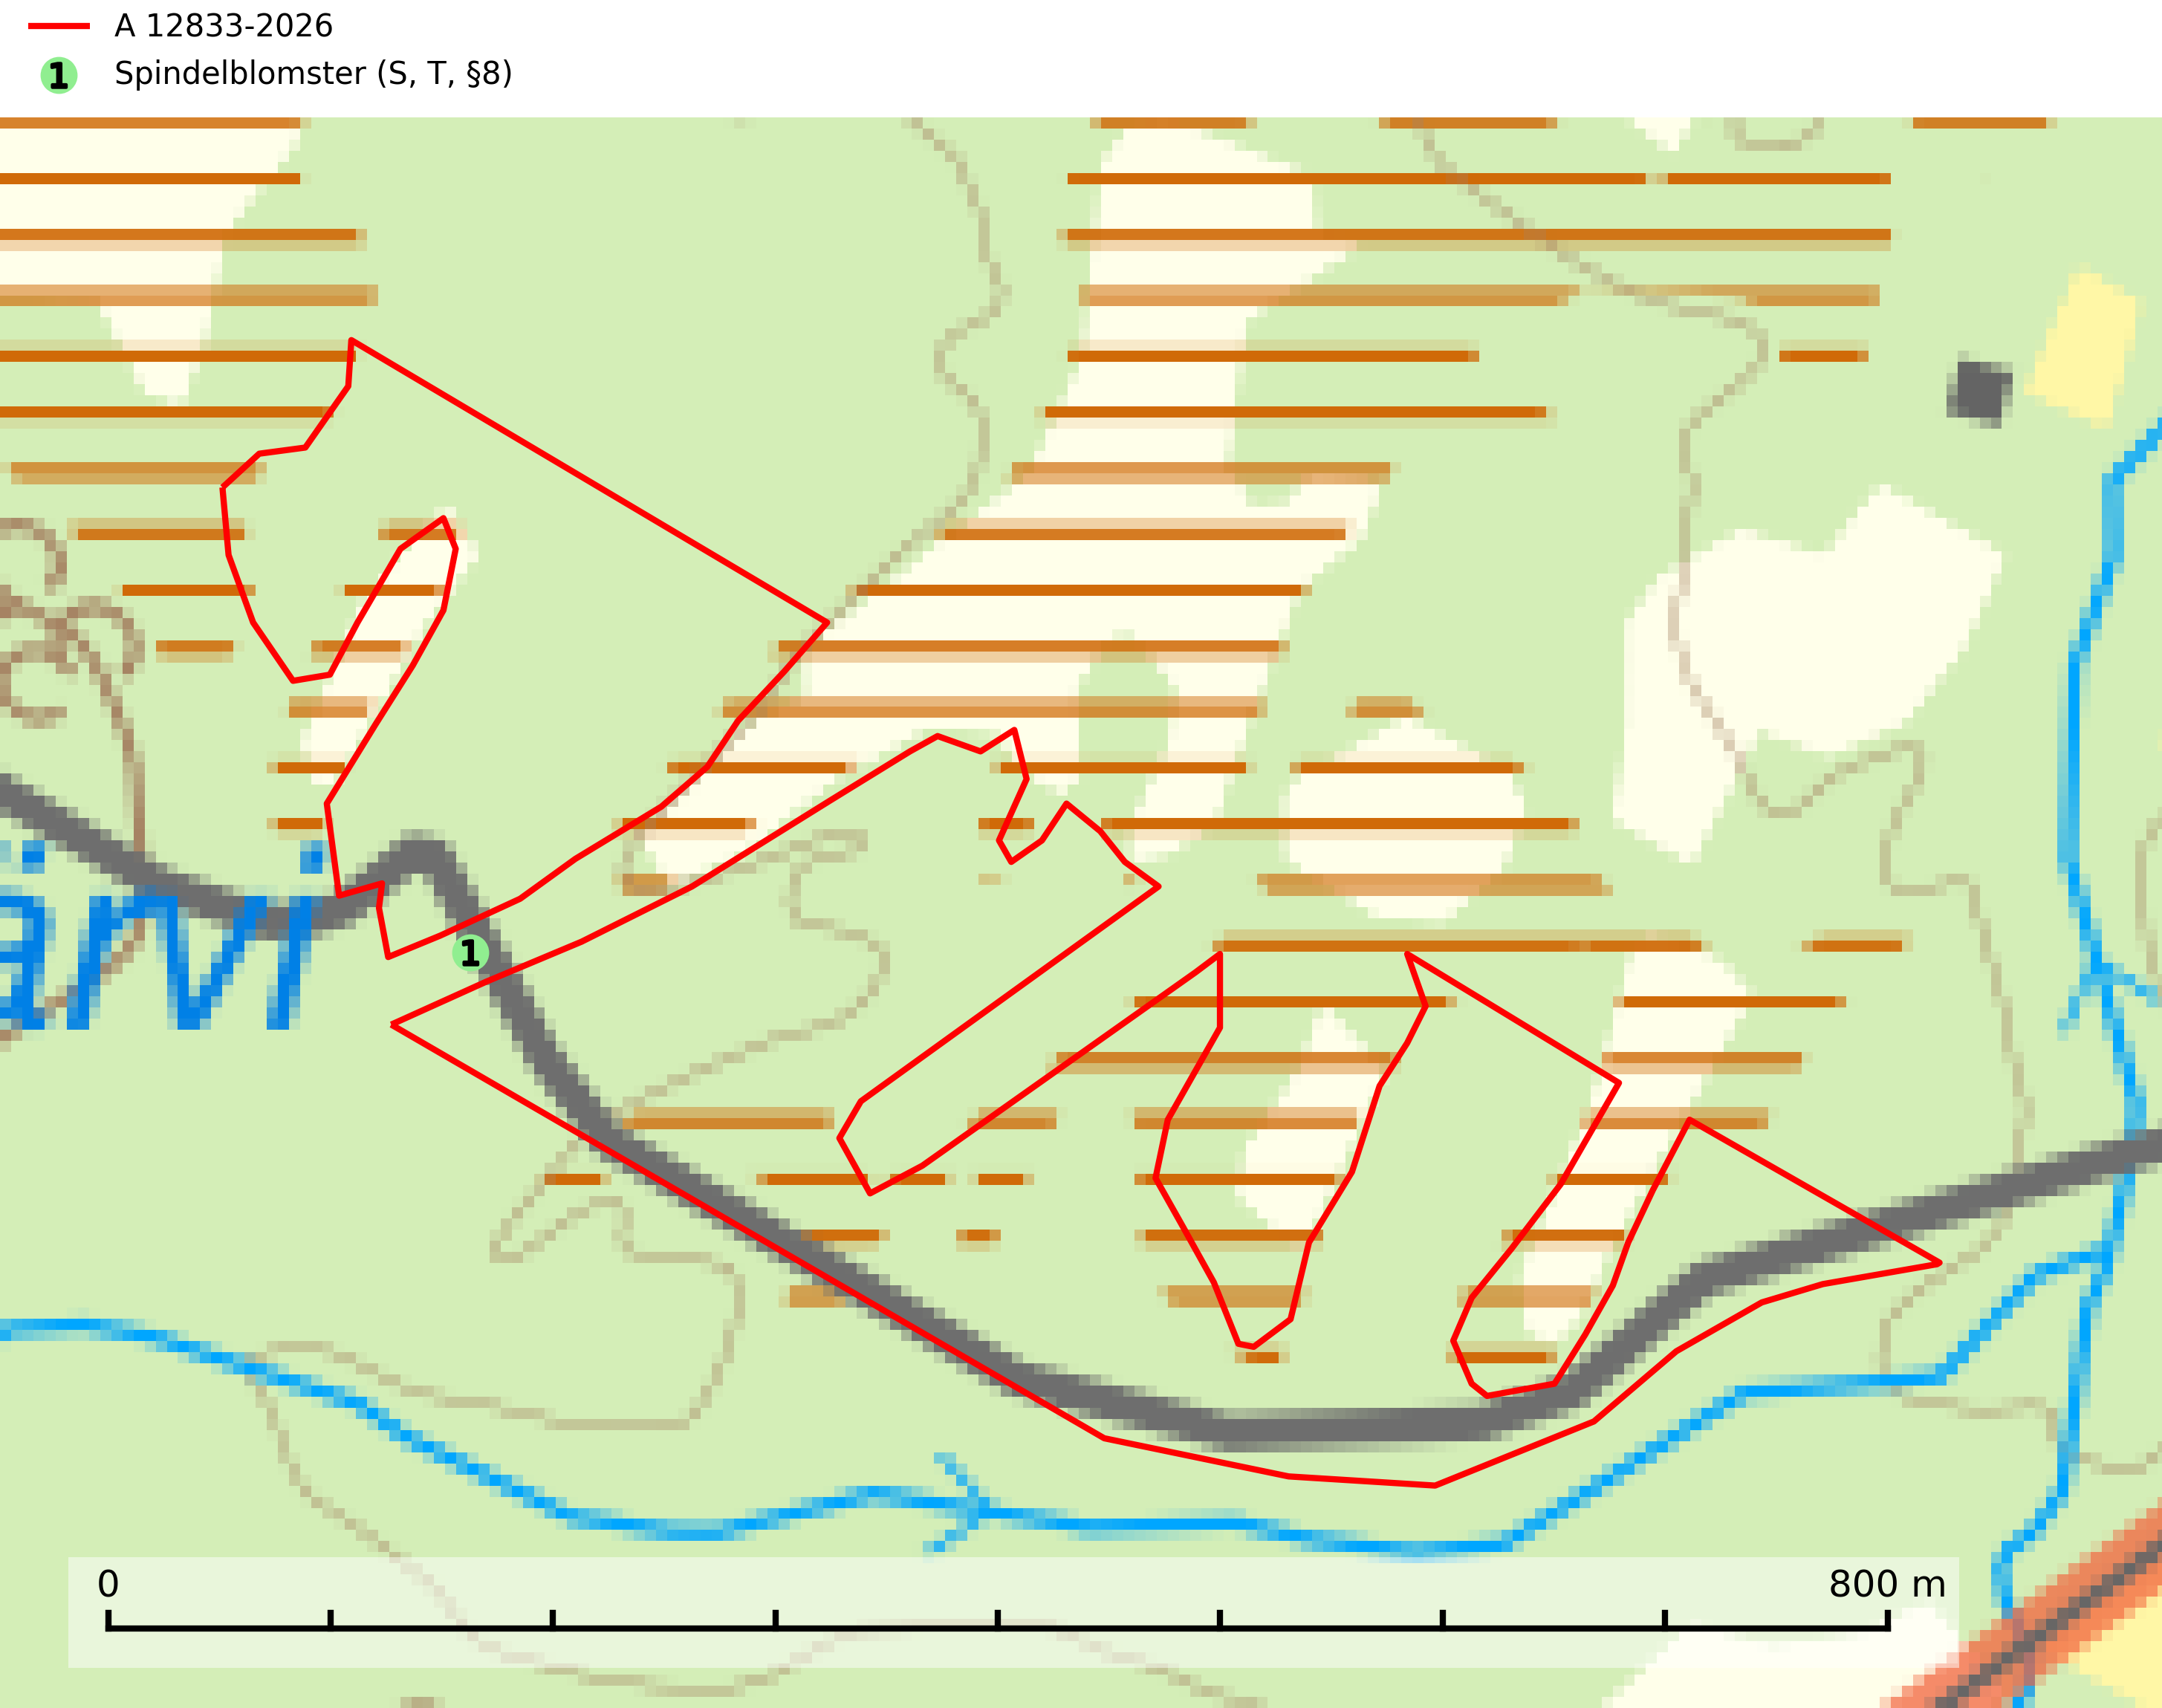 A 12833-2026
1 Spindelblomster (S, T, §8)
1
0 800 m